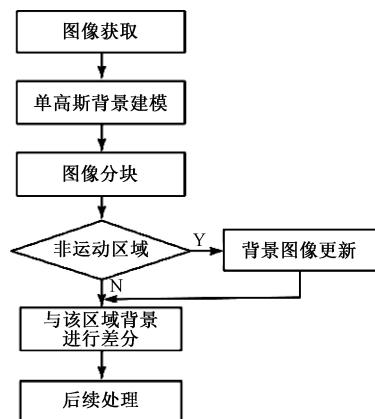 图像获取
单高斯背景建模
图像分块
非运动区域
Y
背景图像更新
N
与该区域背景
进行差分
后续处理